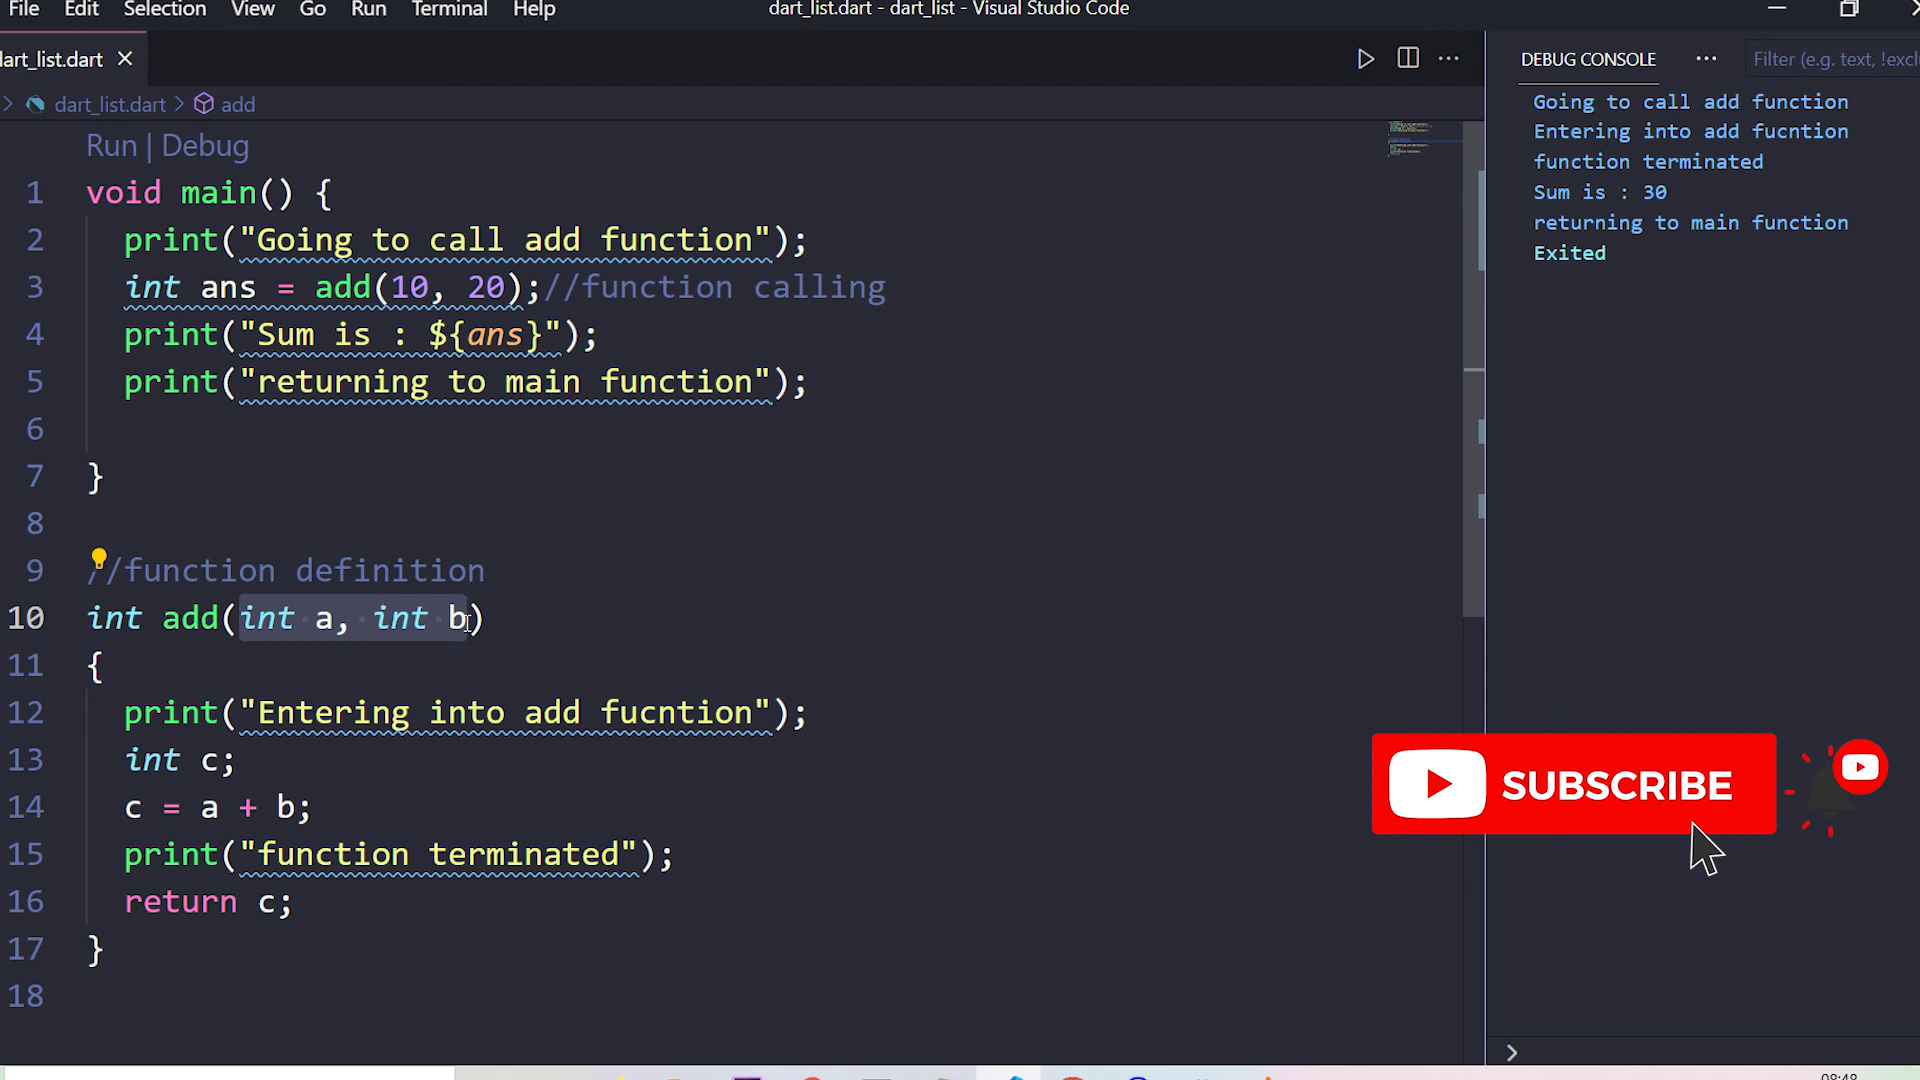 File Edit Selection View Go Run Terminal Help
dart_list.dart - dart_list - Visual Studio Code
dart_list.dart
dart_list.dart > add
Run | Debug
1 void main() {
2 print("Going to call add function");
3 int ans = add(10, 20);//function calling
4 print("Sum is : ${ans}");
5 print("returning to main function");
6
7 }
8
9 //function definition
10 int add(int a, int b)
11 {
12 print("Entering into add fucntion");
13 int c;
14 c = a + b;
15 print("function terminated");
16 return c;
17 }
18
DEBUG CONSOLE
Filter (e.g. text, !excl
Going to call add function
Entering into add fucntion
function terminated
Sum is : 30
returning to main function
Exited
SUBSCRIBE